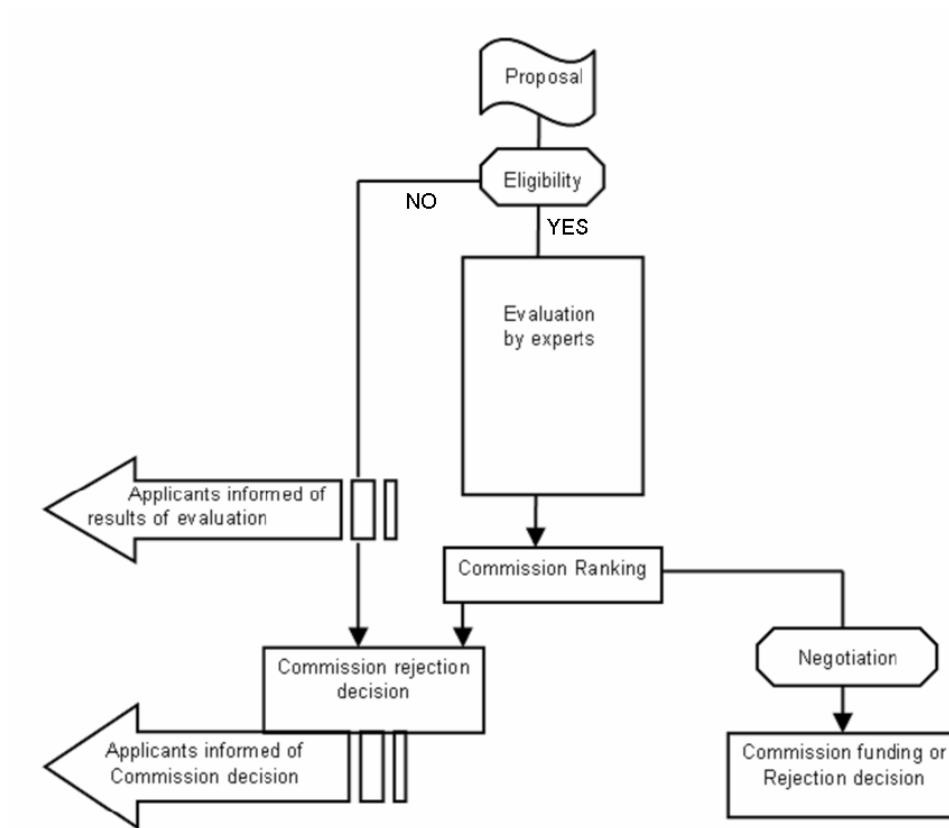 Proposal
Eligibility
NO
YES
Evaluation
by experts
Applicants informed of
results of evaluation
Commission Ranking
Commission rejection
decision
Negotiation
Applicants informed of
Commission decision
Commission funding or
Rejection decision